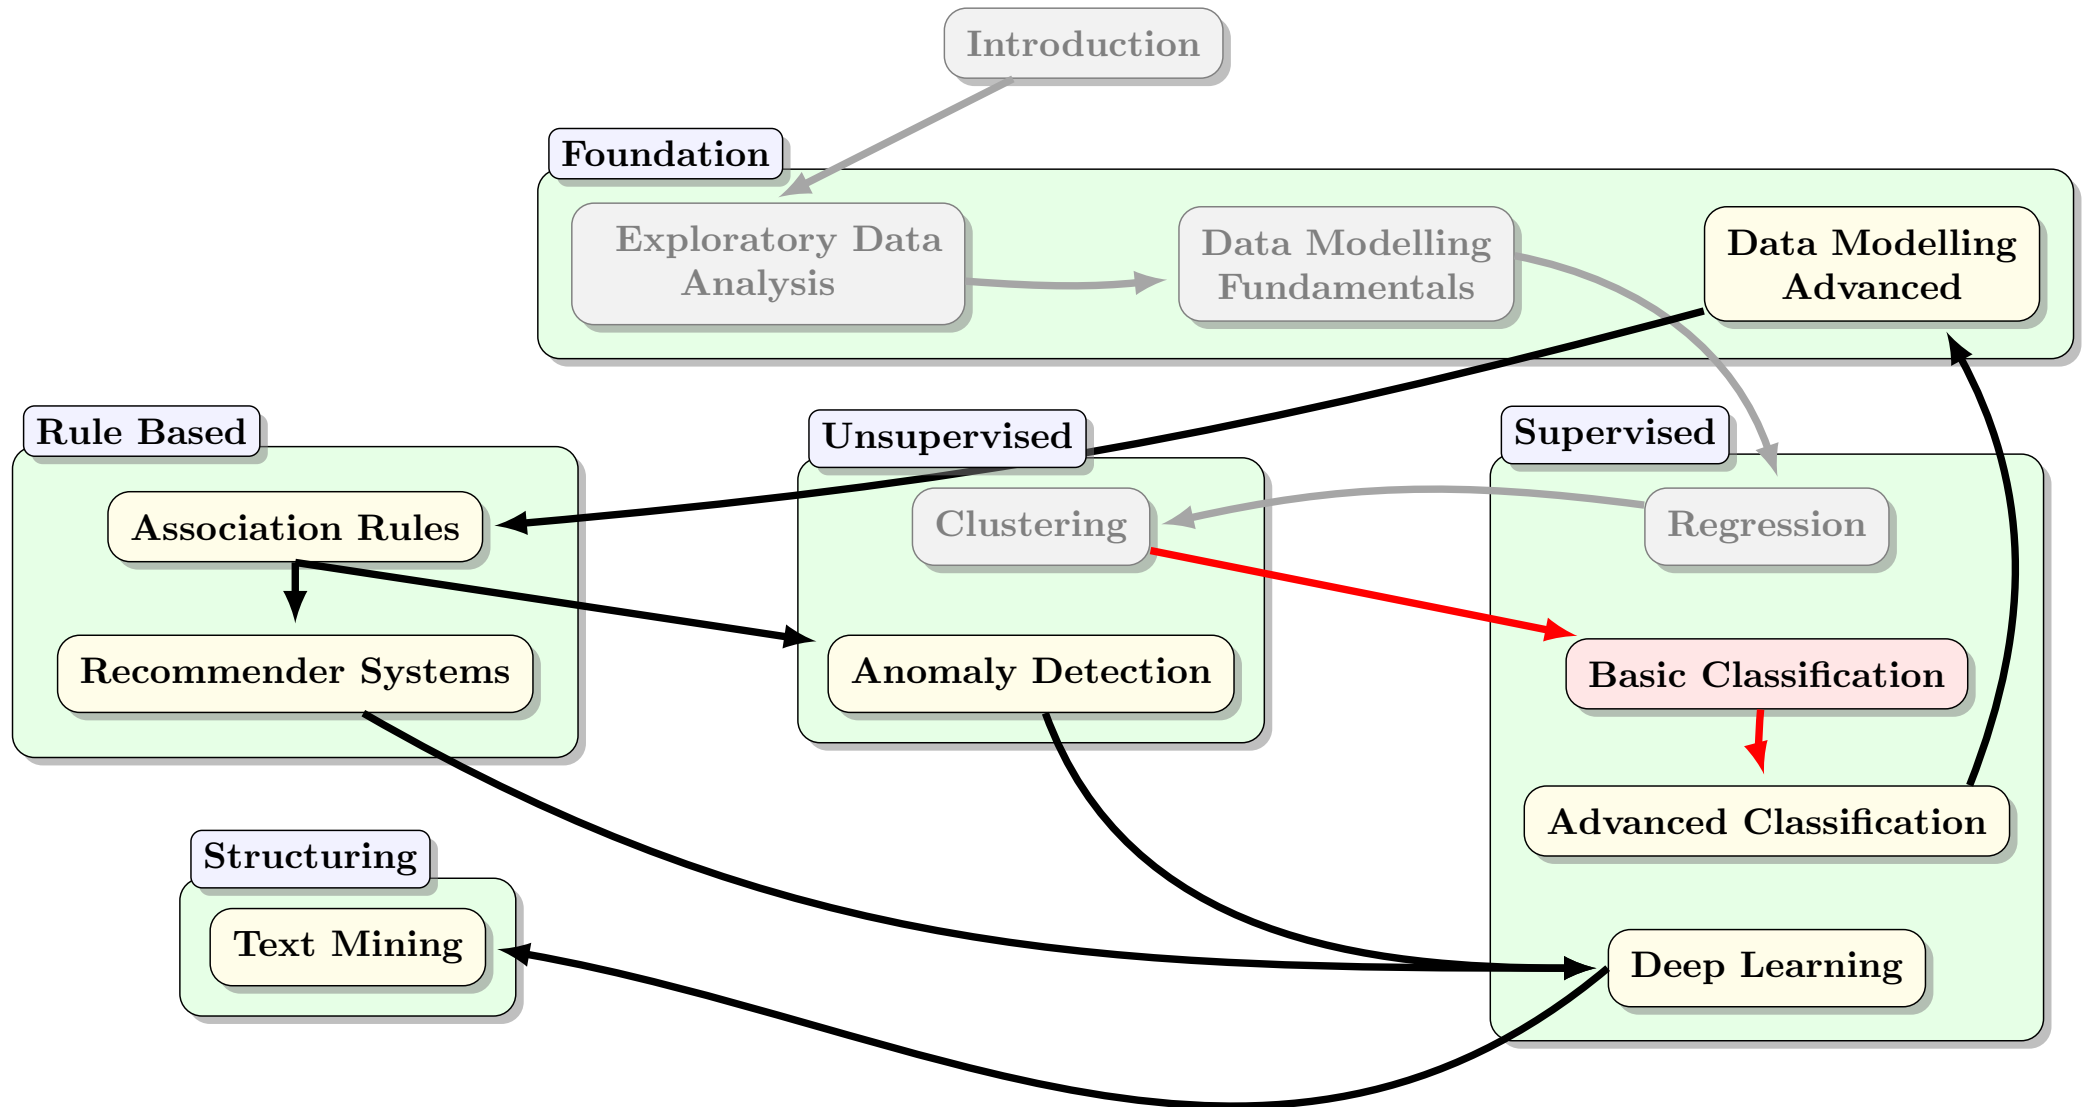 Introduction
Foundation
Exploratory Data
Analysis
Data Modelling
Fundamentals
Data Modelling
Advanced
Rule Based
Association Rules
Recommender Systems
Unsupervised
Clustering
Anomaly Detection
Supervised
Regression
Basic Classification
Advanced Classification
Deep Learning
Structuring
Text Mining